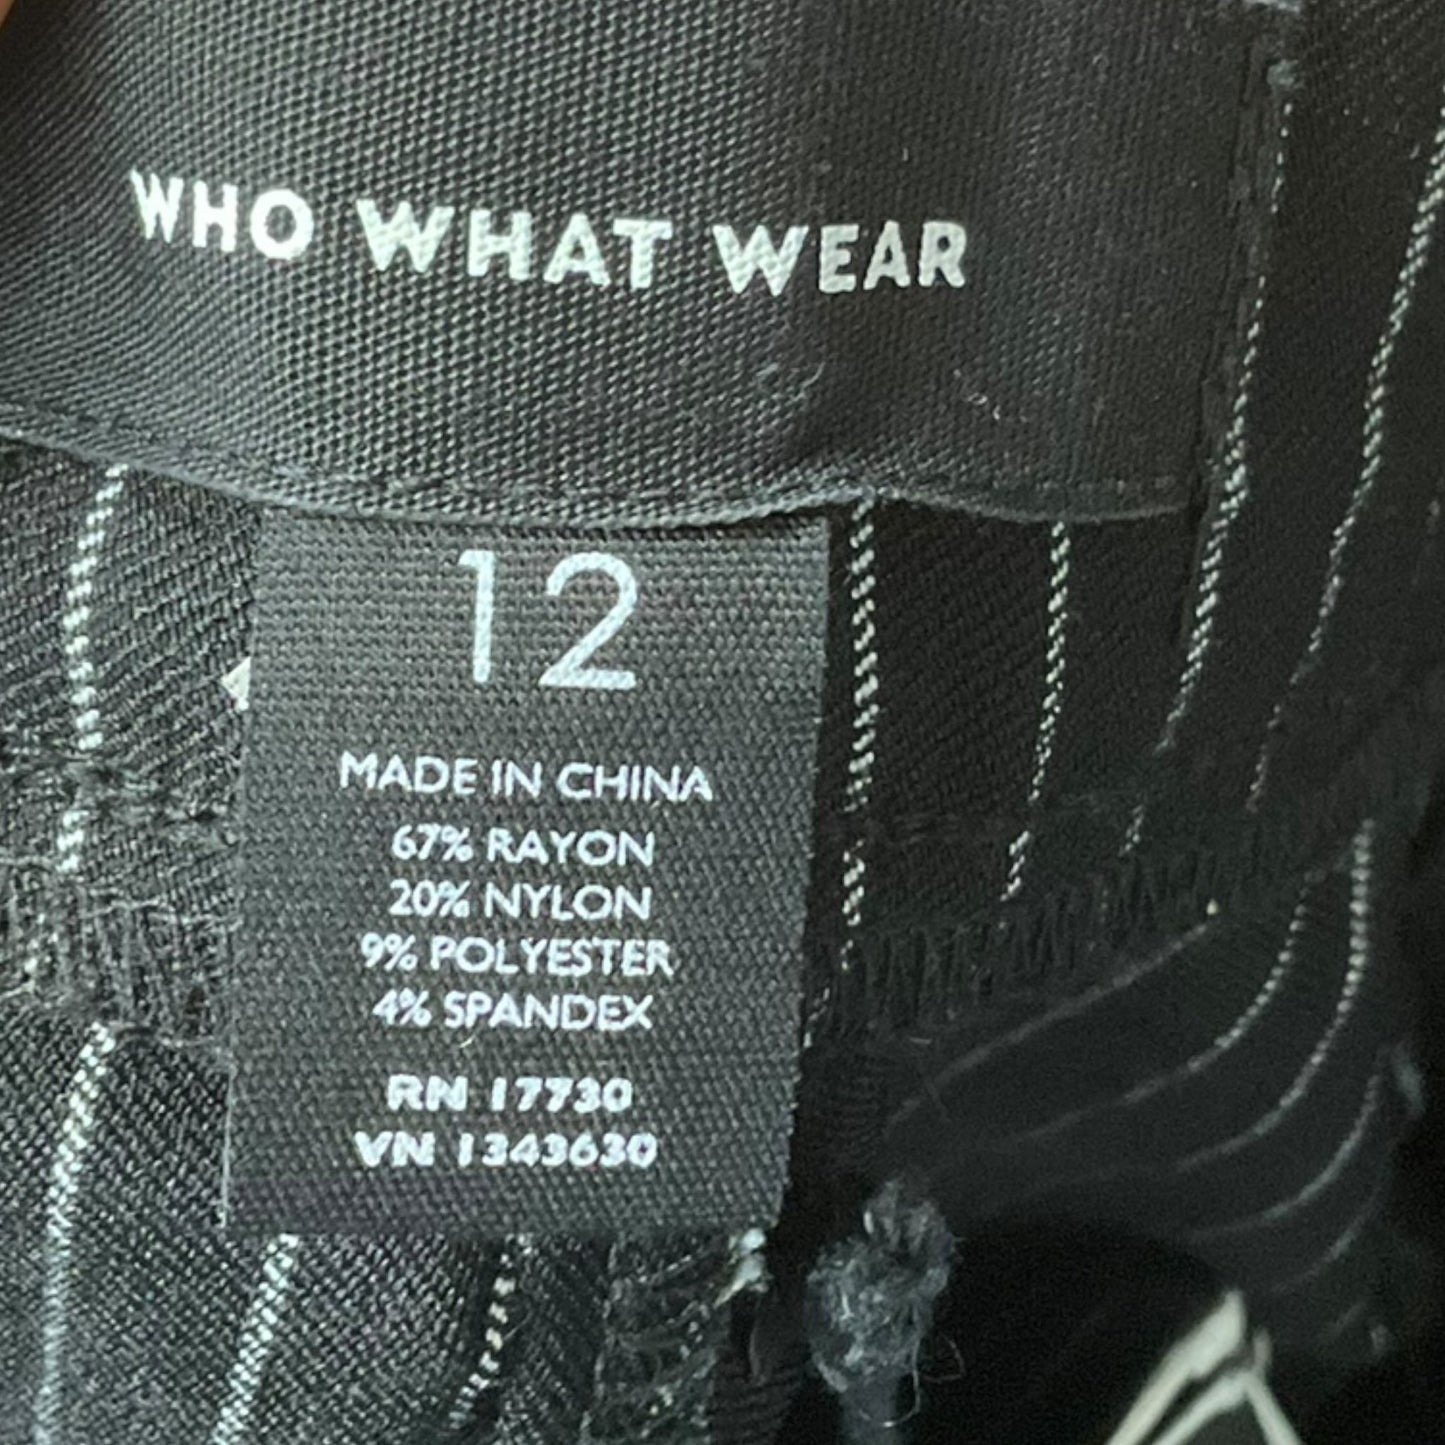 WHO WHAT WEAR
12
MADE IN CHINA
67% RAYON
20% NYLON
9% POLYESTER
4% SPANDEX
RN 17730
VN 1343630